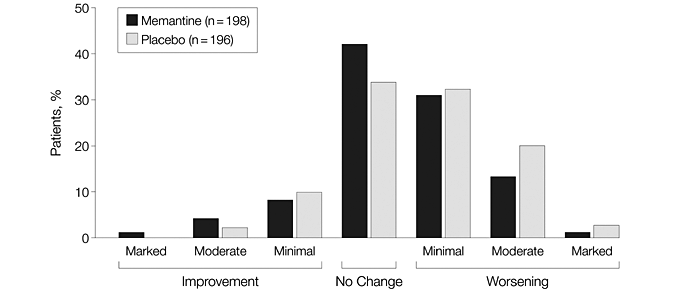 50
Memantine (n = 198)
Placebo (n = 196)
40
30
20
10
0
Patients, %
Marked Moderate Minimal Minimal Moderate Marked
Improvement No Change Worsening